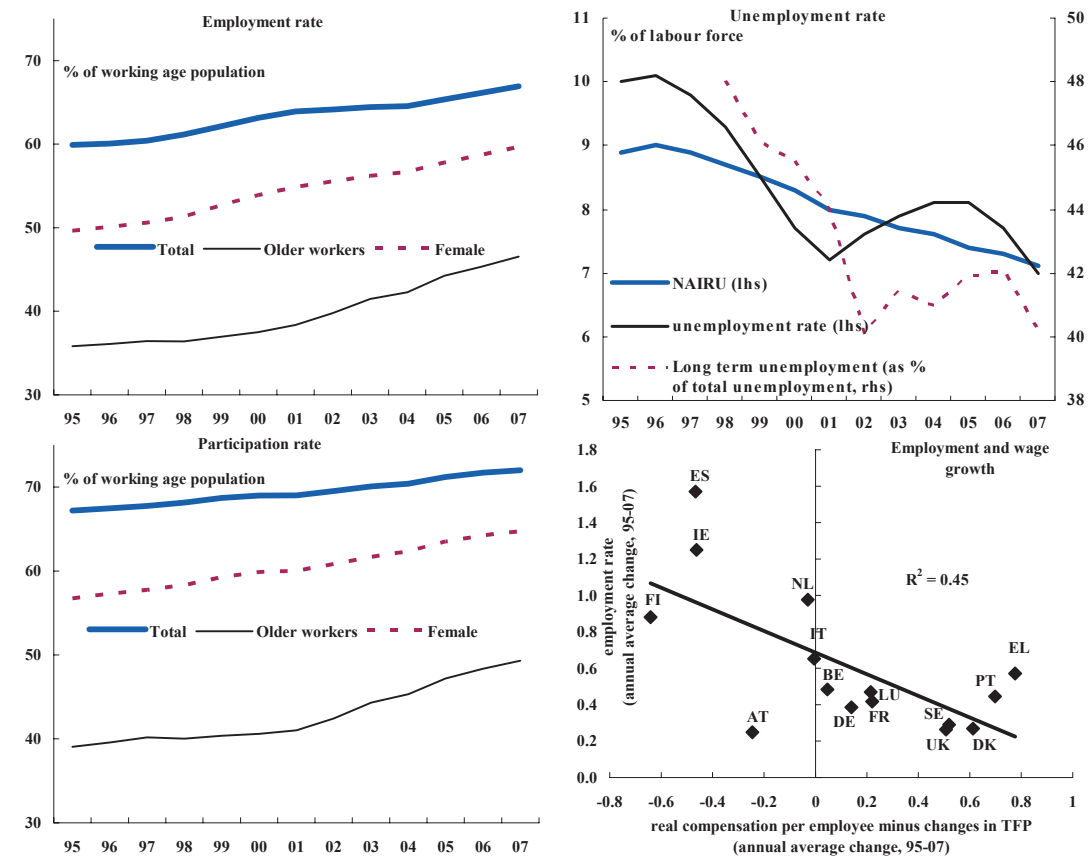 Employment rate
% of working age population
70
60
50
40
30
Total
Older workers
Female
95 96 97 98 99 00 01 02 03 04 05 06 07
Unemployment rate
% of labour force
11
10
9
8
7
6
5
50
48
46
44
42
40
38
NAIRU (lhs)
unemployment rate (lhs)
Long term unemployment (as %
of total unemployment, rhs)
95 96 97 98 99 00 01 02 03 04 05 06 07
Participation rate
% of working age population
70
60
50
40
30
Total
Older workers
Female
95 96 97 98 99 00 01 02 03 04 05 06 07
Employment and wage
growth
employment rate
(annual average change, 95-07)
1.8
1.6
1.4
1.2
1.0
0.8
0.6
0.4
0.2
0.0
ES
IE
NL
FI
IT
R² = 0.45
EL
BE
PT
LU
DE
FR
SE
AT
UK
DK
-0.8 -0.6 -0.4 -0.2 0 0.2 0.4 0.6 0.8 1
real compensation per employee minus changes in TFP
(annual average change, 95-07)